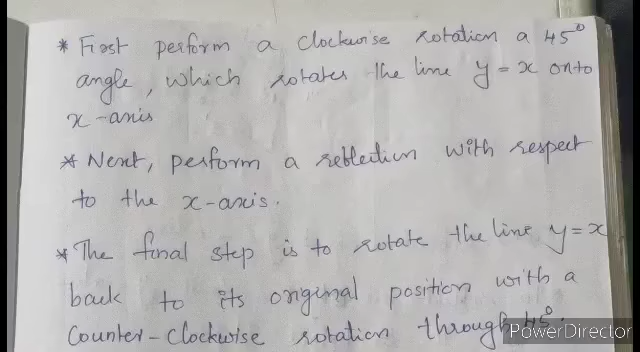 * First perform a clockwise rotation a 45°
angle, which rotates the line y = x onto
x-axis
* Next, perform a reflection with respect
to the x-axis.
* The final step is to rotate the line y=x
back to its original position with a
Counter-clockwise rotation through
PowerDirector